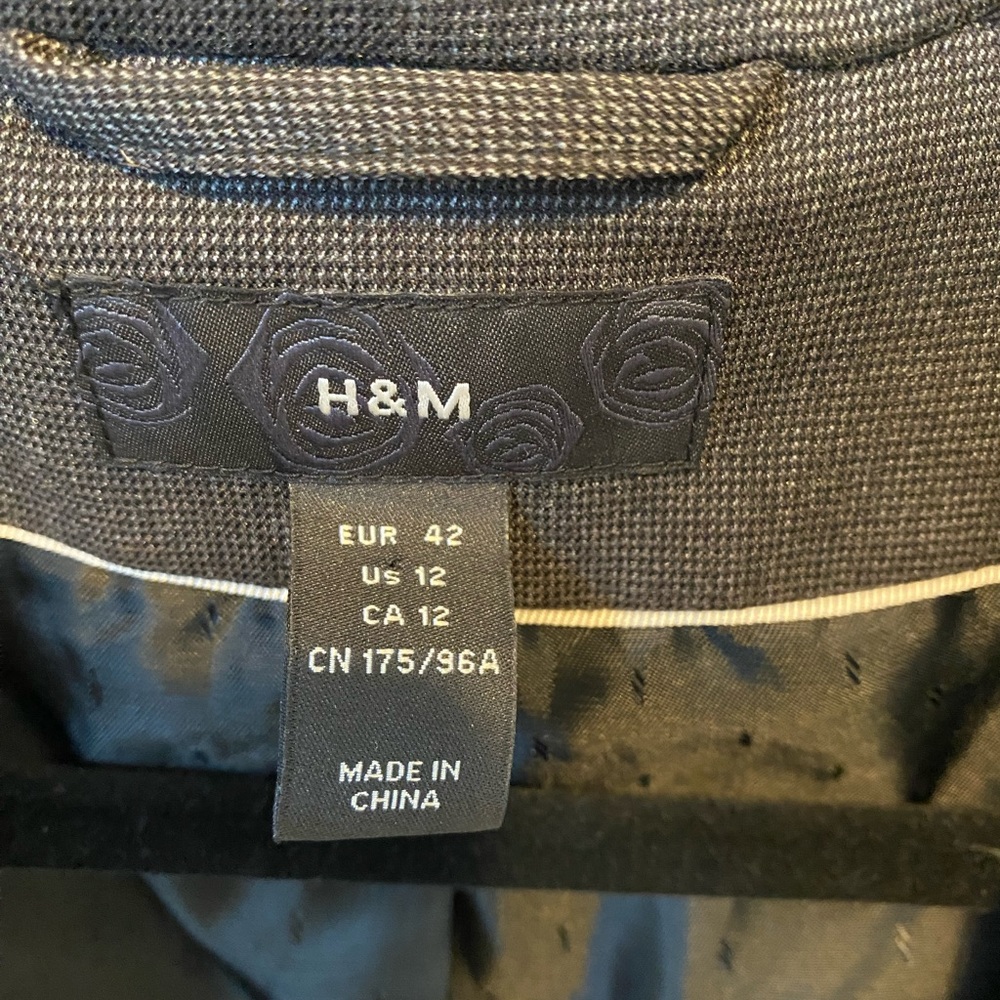 H&M
EUR 42
Us 12
CA 12
CN 175/96A
MADE IN
CHINA